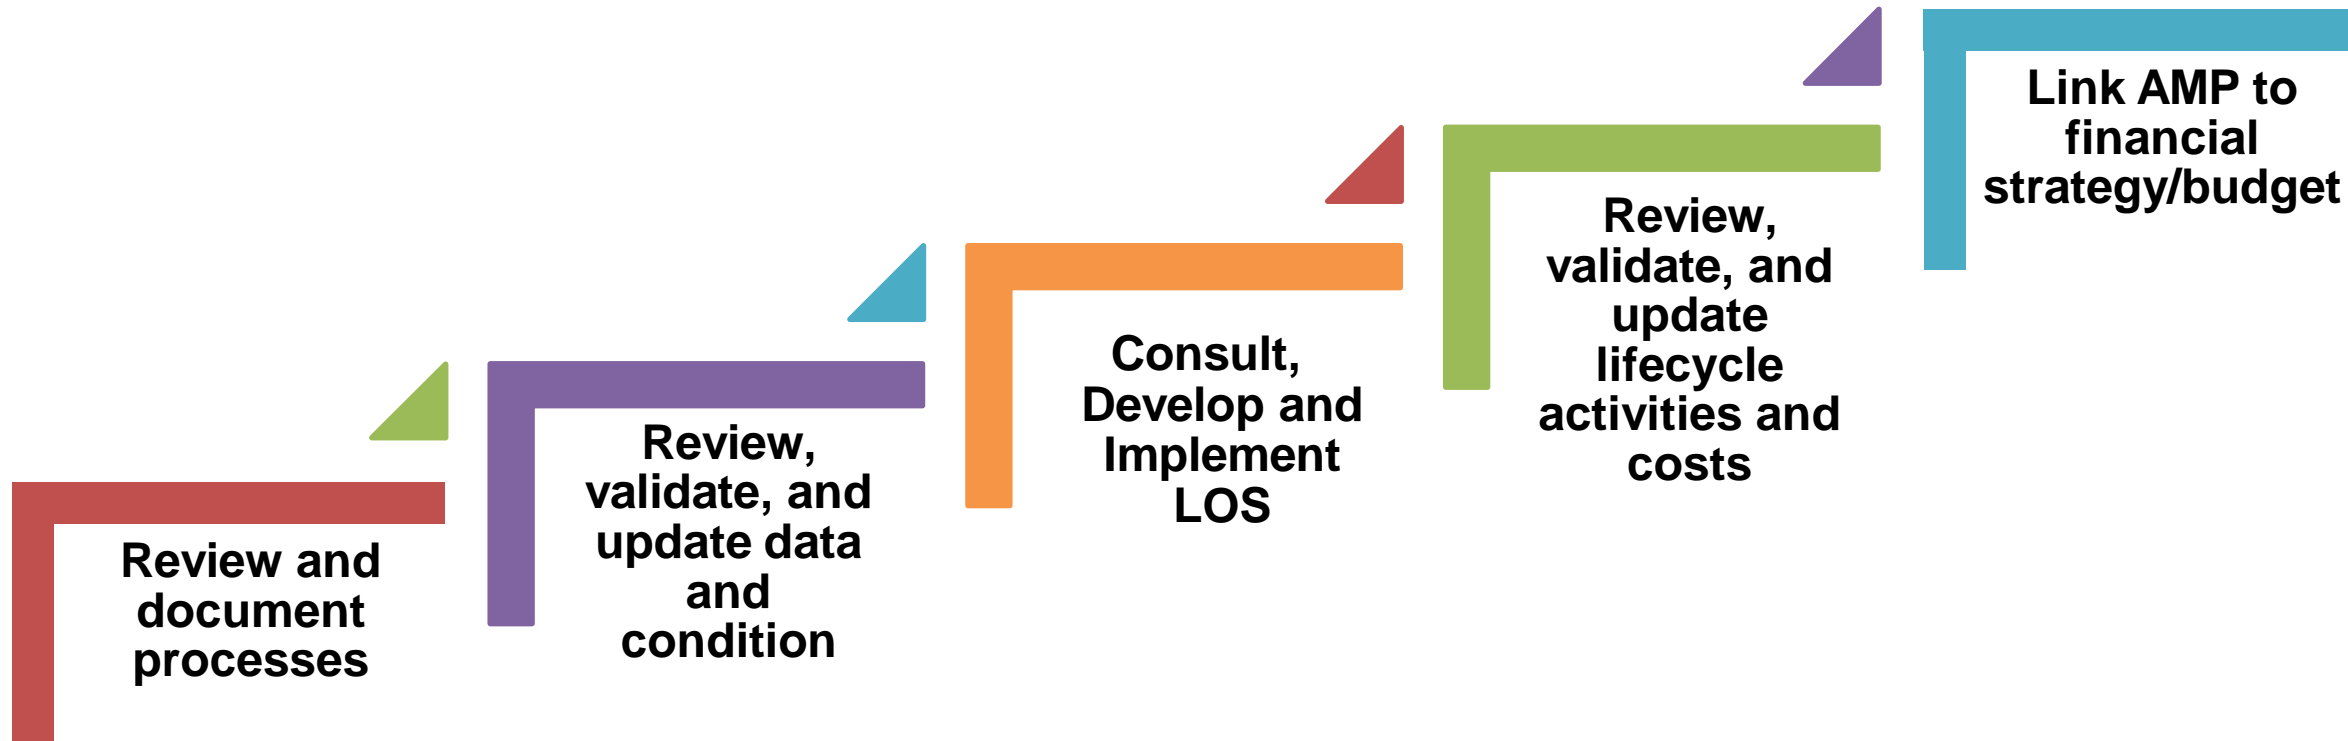 Review and
document
processes
Review,
validate, and
update data
and
condition
Consult,
Develop and
Implement
LOS
Review,
validate, and
update
lifecycle
activities and
costs
Link AMP to
financial
strategy/budget